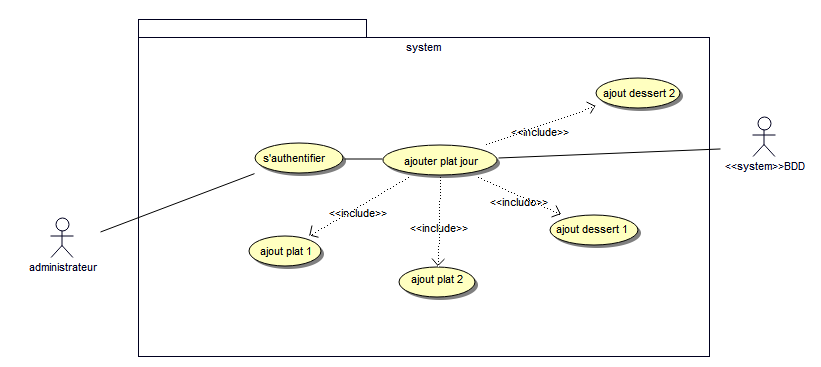 system
ajout dessert 2
<<include>>
s'authentifier
ajouter plat jour
<<system>>BDD
<<include>>
<<include>>
<<include>>
ajout plat 1
ajout dessert 1
administrateur
ajout plat 2